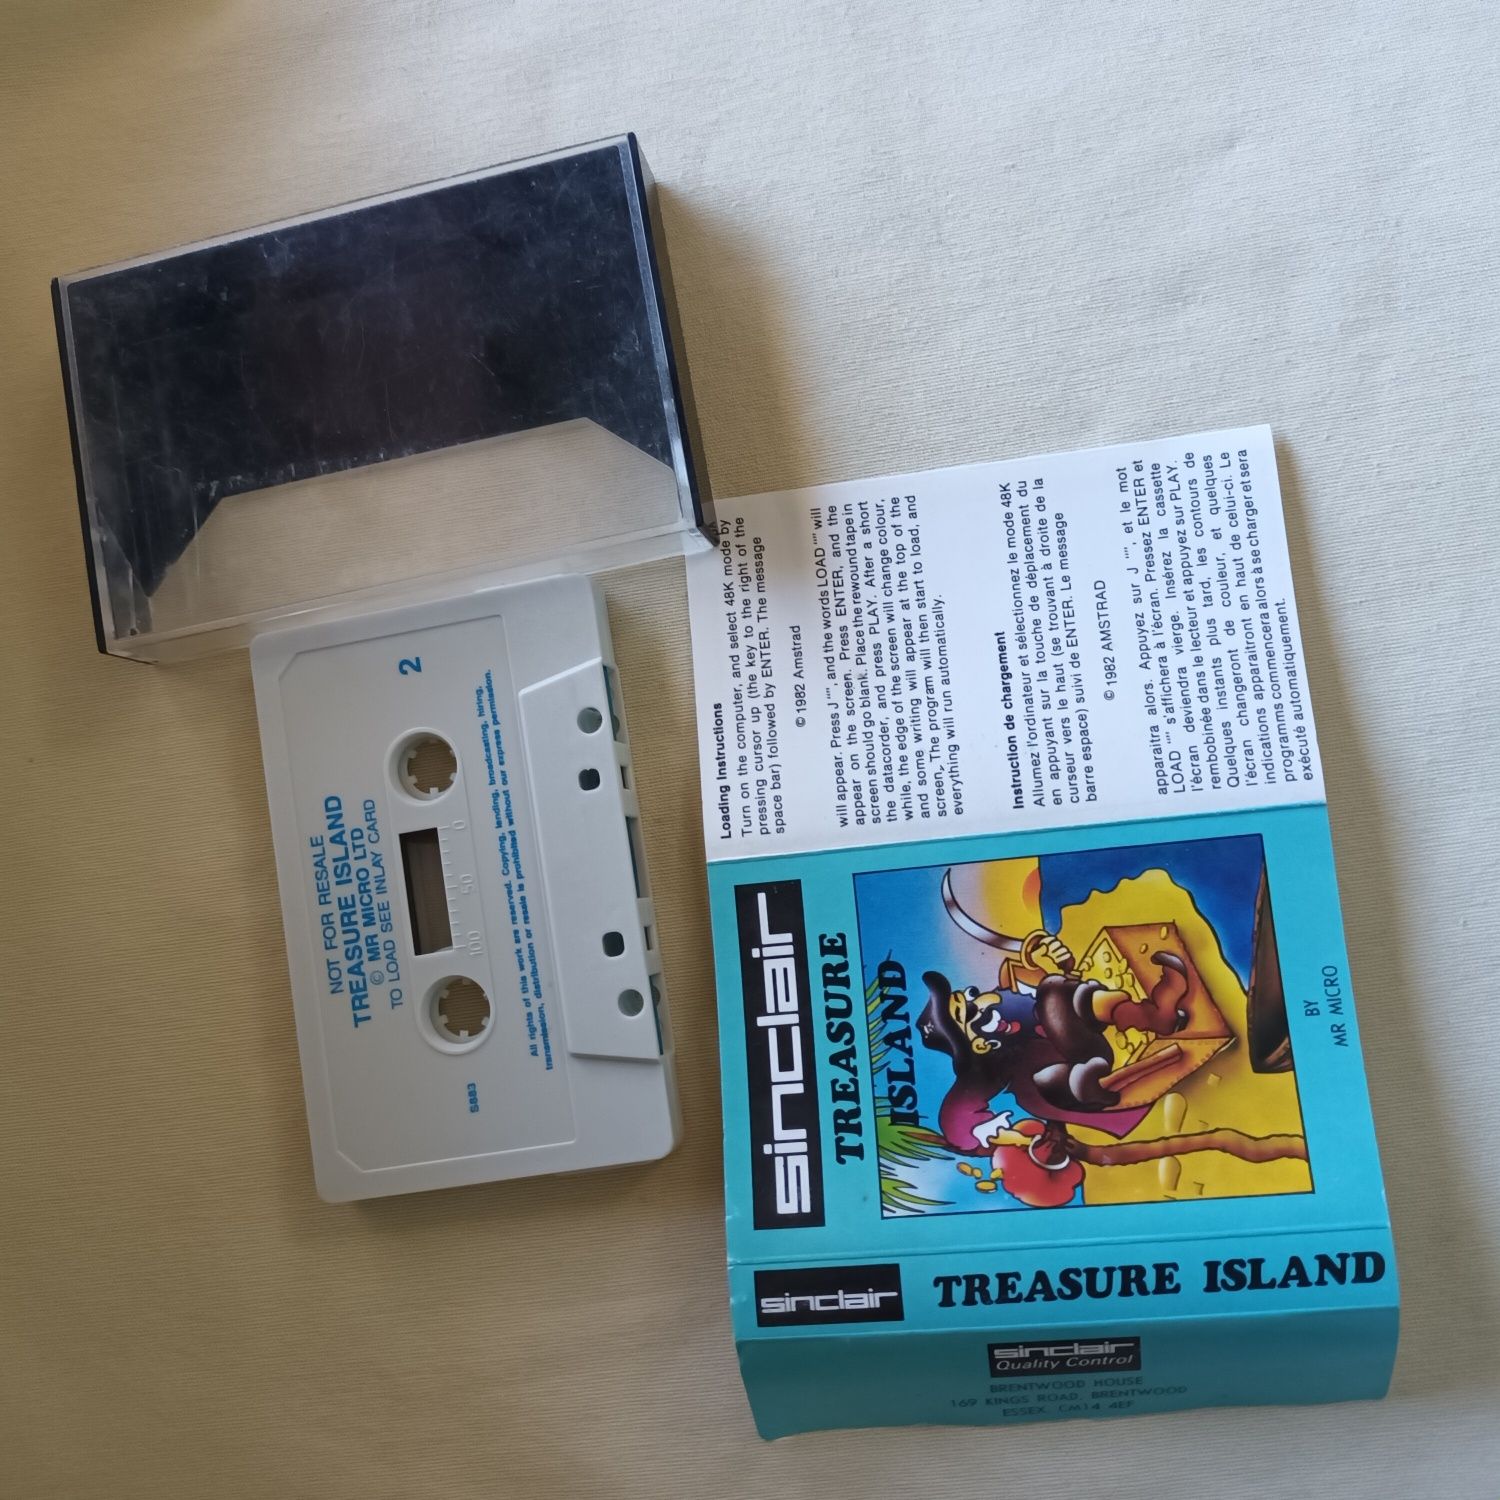 NOT FOR RESALE
TREASURE ISLAND
© MR MICRO LTD
TO LOAD SEE INLAY CARD
2
100 50 0
S883
All rights of this work are reserved. Copying, lending, broadcasting, hiring,
transmission, distribution or resale is prohibited without our express permission.
Loading Instructions
Turn on the computer, and select 48K mode by
pressing cursor up (the key to the right of the
space bar) followed by ENTER. The message
© 1982 Amstrad
will appear. Press J "", and the words LOAD "" will
appear on the screen. Press ENTER, and the
screen should go blank. Place the rewound tape in
the datacorder, and press PLAY. After a short
while, the edge of the screen will change colour,
and some writing will appear at the top of the
screen. The program will then start to load, and
everything will run automatically.
Instruction de chargement
Allumez l'ordinateur et sélectionnez le mode 48K
en appuyant sur la touche de déplacement du
curseur vers le haut (se trouvant à droite de la
barre espace) suivi de ENTER. Le message
© 1982 AMSTRAD
apparaitra alors. Appuyez sur J "", et le mot
LOAD "" s'affichera à l'écran. Pressez ENTER et
l'écran deviendra vierge. Insérez la cassette
rembobinée dans le lecteur et appuyez sur PLAY.
Quelques instants plus tard, les contours de
l'écran changeront de couleur, et quelques
indications apparaitront en haut de celui-ci. Le
programms commencera alors à se charger et sera
exécuté automatiquement.
sinclair
TREASURE
ISLAND
BY
MR MICRO
sinclair
TREASURE ISLAND
sinclair
Quality Control
BRENTWOOD HOUSE
169 KINGS ROAD, BRENTWOOD
ESSEX. CM14 4EF